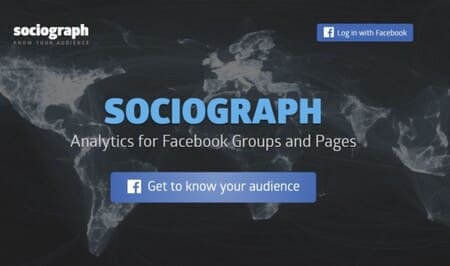 sociograph
KNOW YOUR AUDIENCE
Log in with Facebook
SOCIOGRAPH
Analytics for Facebook Groups and Pages
Get to know your audience